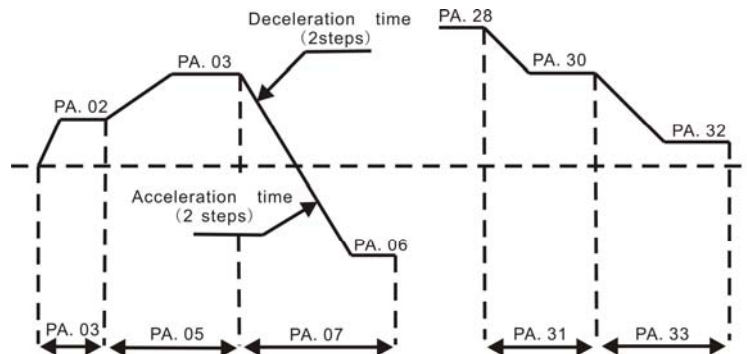 Deceleration time
(2steps)
PA. 28
PA. 03
PA. 30
PA. 02
PA. 32
Acceleration time
(2 steps)
PA. 06
PA. 03
PA. 05
PA. 07
PA. 31
PA. 33